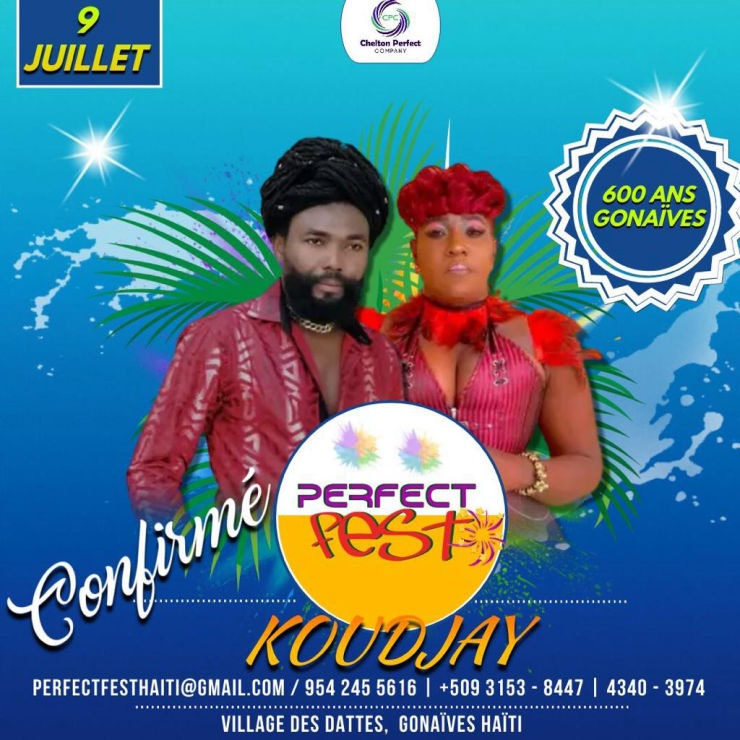 9
JUILLET
CPC
Chelton Perfect
COMPANY
600 ANS
GONAÏVES
PERFECT
fest
Confirmé
KOUDJAY
PERFECTFESTHAITI@GMAIL.COM / 954 245 5616 | +509 3153 - 8447 | 4340 - 3974
VILLAGE DES DATTES, GONAÏVES HAÏTI